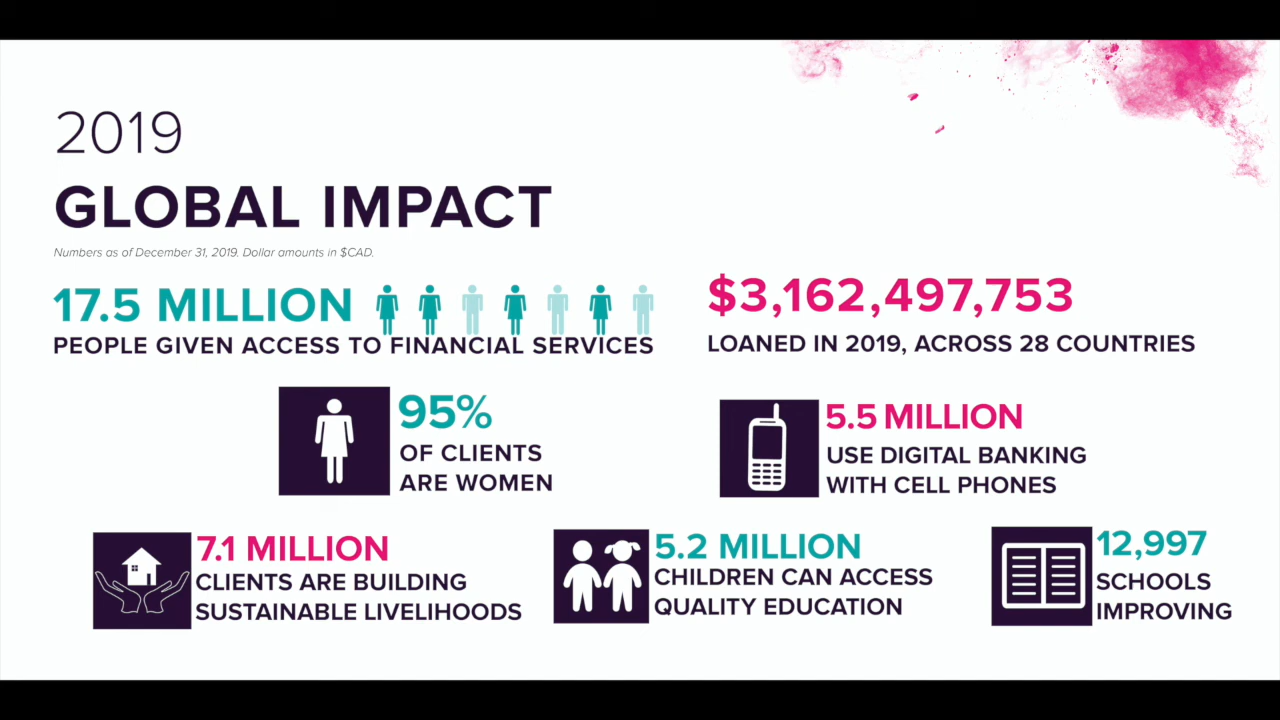 2019
GLOBAL IMPACT
Numbers as of December 31, 2019. Dollar amounts in $CAD.
17.5 MILLION
PEOPLE GIVEN ACCESS TO FINANCIAL SERVICES
$3,162,497,753
LOANED IN 2019, ACROSS 28 COUNTRIES
95%
OF CLIENTS
ARE WOMEN
5.5 MILLION
USE DIGITAL BANKING
WITH CELL PHONES
7.1 MILLION
CLIENTS ARE BUILDING
SUSTAINABLE LIVELIHOODS
5.2 MILLION
CHILDREN CAN ACCESS
QUALITY EDUCATION
12,997
SCHOOLS
IMPROVING